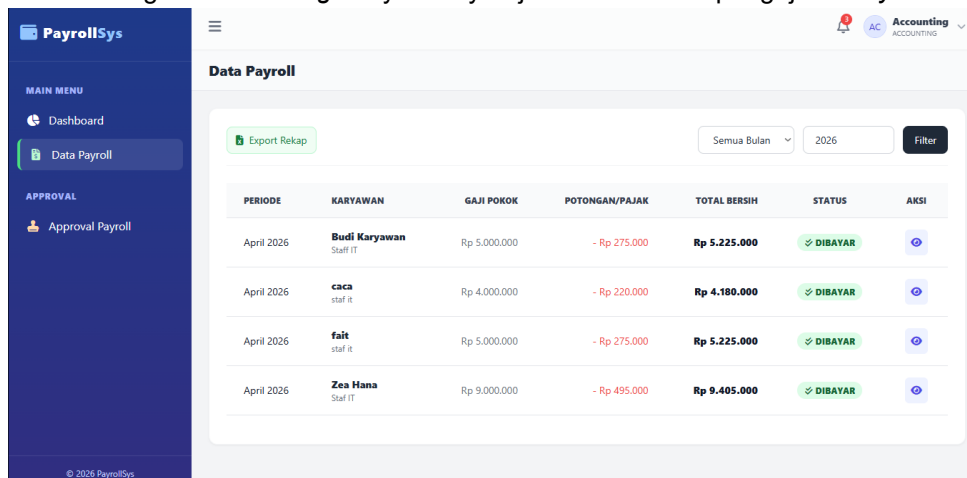 PayrollSys
3
AC
Accounting
ACCOUNTING
Data Payroll
MAIN MENU
Dashboard
Data Payroll
APPROVAL
Approval Payroll
© 2026 PayrollSys
Export Rekap
Semua Bulan
2026
Filter
PERIODE KARYAWAN GAJI POKOK POTONGAN/PAJAK TOTAL BERSIH STATUS AKSI
April 2026 Budi Karyawan Rp 5.000.000 - Rp 275.000 Rp 5.225.000 DIBAYAR
Staff IT
April 2026 caca Rp 4.000.000 - Rp 220.000 Rp 4.180.000 DIBAYAR
staf it
April 2026 fait Rp 5.000.000 - Rp 275.000 Rp 5.225.000 DIBAYAR
staf it
April 2026 Zea Hana Rp 9.000.000 - Rp 495.000 Rp 9.405.000 DIBAYAR
Staf IT